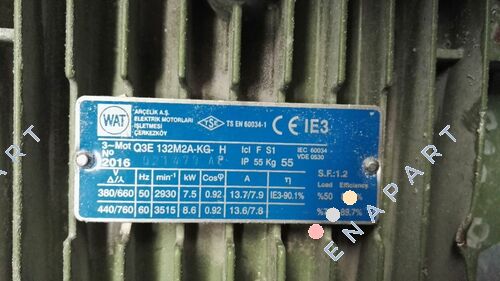 WAT
ARÇELİK A.Ş.
ELEKTRİK MOTORLARI
İŞLETMESİ
ÇERKEZKÖY
TSE TS EN 60034-1 CE IE3
3~Mot Q3E 132M2A-KG- H Icl F S1 IEC 60034
VDE 0530
No
2016 IP 55 Kg 55
S.F.:1.2
V Δ/Y Hz min⁻¹ kW Cosφ A η Load Efficiency
380/660 50 2930 7.5 0.92 13.7/7.9 IE3-90.1% %50
440/760 60 3515 8.6 0.92 13.6/7.8
ENAPART